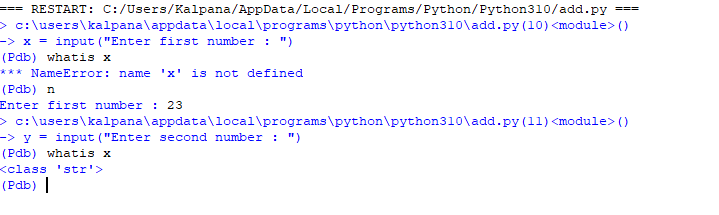 === RESTART: C:/Users/Kalpana/AppData/Local/Programs/Python/Python310/add.py ===
> c:\users\kalpana\appdata\local\programs\python\python310\add.py(10)<module>()
-> x = input("Enter first number : ")
(Pdb) whatis x
*** NameError: name 'x' is not defined
(Pdb) n
Enter first number : 23
> c:\users\kalpana\appdata\local\programs\python\python310\add.py(11)<module>()
-> y = input("Enter second number : ")
(Pdb) whatis x
<class 'str'>
(Pdb)